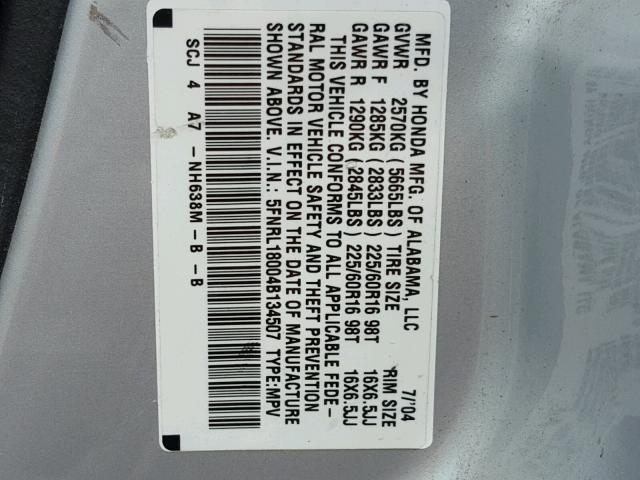 MFD. BY HONDA MFG. OF ALABAMA, LLC 7/'04
GVWR 2570KG ( 5665LBS ) TIRE SIZE RIM SIZE
GAWR F 1285KG ( 2833LBS ) 225/60R16 98T 16X6.5JJ
GAWR R 1290KG ( 2845LBS ) 225/60R16 98T 16X6.5JJ
THIS VEHICLE CONFORMS TO ALL APPLICABLE FEDE-
RAL MOTOR VEHICLE SAFETY AND THEFT PREVENTION
STANDARDS IN EFFECT ON THE DATE OF MANUFACTURE
SHOWN ABOVE. V.I.N.: 5FNRL18004B134507 TYPE:MPV
SCJ 4 A7 -NH638M-B -B